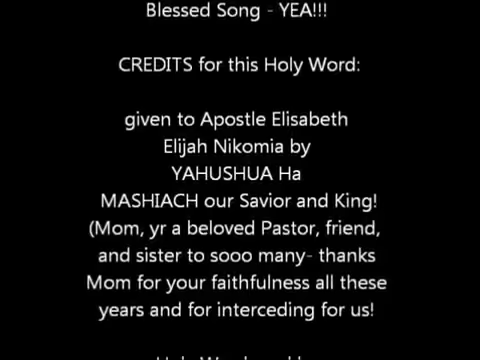 Blessed Song - YEA!!!
CREDITS for this Holy Word:
given to Apostle Elisabeth
Elijah Nikomia by
YAHUSHUA Ha
MASHIACH our Savior and King!
(Mom, yr a beloved Pastor, friend,
and sister to sooo many- thanks
Mom for your faithfulness all these
years and for interceding for us!